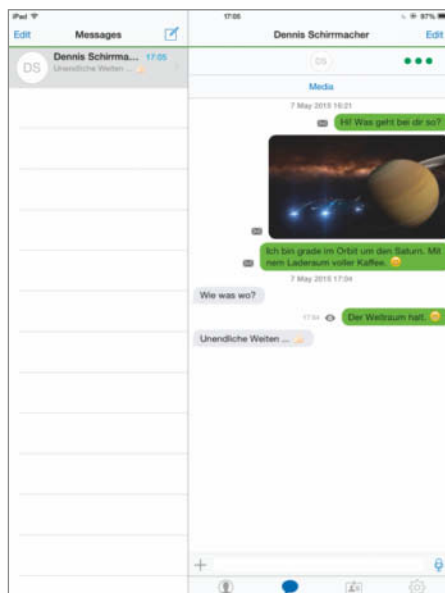 iPad 17:05 87%
Edit Messages
Dennis Schirrma... 17:05
DS
Unendliche Weiten ...
Dennis Schirrmacher Edit
DS
Media
7 May 2015 16:21
Hi! Was geht bei dir so?
Ich bin grade im Orbit um den Saturn. Mit
nem Laderaum voller Kaffee.
7 May 2015 17:04
Wie was wo?
Der Weltraum halt.
Unendliche Weiten ...